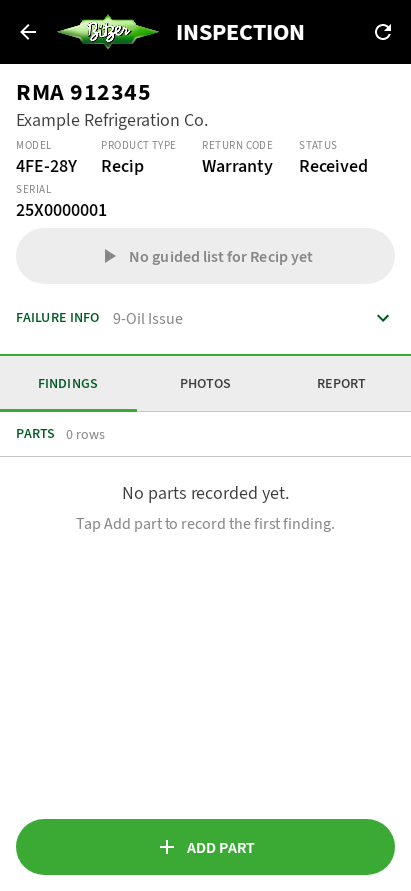 Bitzer INSPECTION
RMA 912345
Example Refrigeration Co.
MODEL PRODUCT TYPE RETURN CODE STATUS
4FE-28Y Recip Warranty Received
SERIAL
25X0000001
No guided list for Recip yet
FAILURE INFO 9-Oil Issue
FINDINGS PHOTOS REPORT
PARTS 0 rows
No parts recorded yet.
Tap Add part to record the first finding.
ADD PART